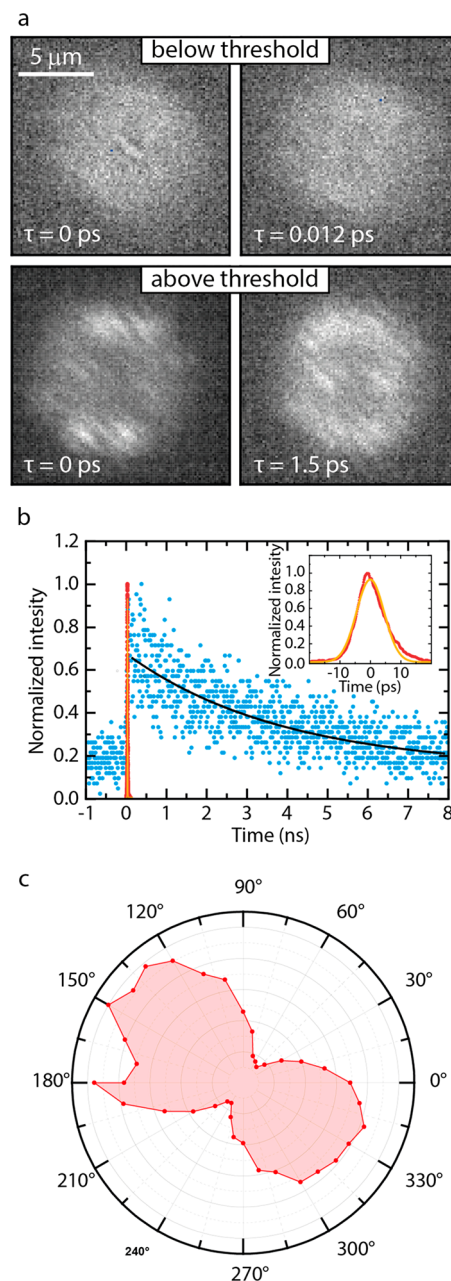 a
below threshold
5 μm
τ = 0 ps
τ = 0.012 ps
above threshold
τ = 0 ps
τ = 1.5 ps
b
Normalized intesity
1.2
1.0
0.8
0.6
0.4
0.2
0.0
-1 0 1 2 3 4 5 6 7 8
Time (ns)
Normalized intesity
1.0
0.8
0.6
0.4
0.2
0.0
-10 0 10
Time (ps)
c
90°
120° 60°
150° 30°
180° 0°
210° 330°
240° 300°
270°